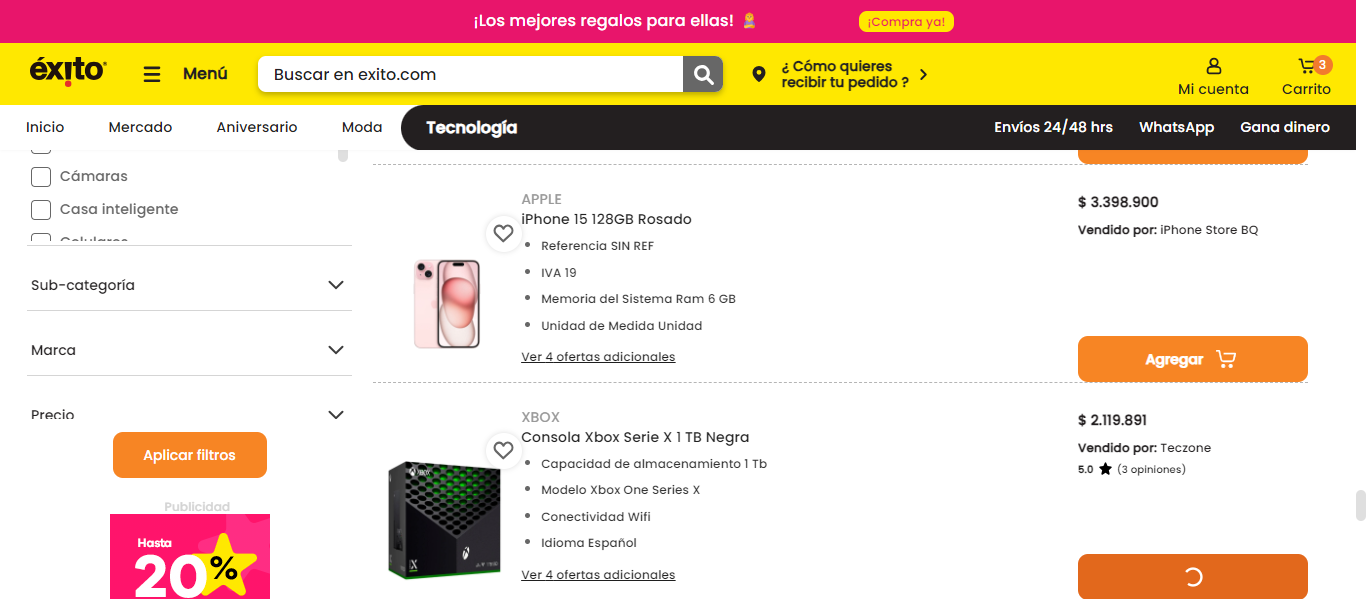 ¡Los mejores regalos para ellas!
¡Compra ya!
éxito
Menú
Buscar en exito.com
¿ Cómo quieres
recibir tu pedido ?
Mi cuenta
3
Carrito
Inicio
Mercado
Aniversario
Moda
Tecnología
Envíos 24/48 hrs
WhatsApp
Gana dinero
Cámaras
Casa inteligente
Celulares
Sub-categoría
Marca
Precio
Aplicar filtros
Publicidad
Hasta
20%
APPLE
iPhone 15 128GB Rosado
Referencia SIN REF
IVA 19
Memoria del Sistema Ram 6 GB
Unidad de Medida Unidad
Ver 4 ofertas adicionales
$ 3.398.900
Vendido por: iPhone Store BQ
Agregar
XBOX
Consola Xbox Serie X 1 TB Negra
Capacidad de almacenamiento 1 Tb
Modelo Xbox One Series X
Conectividad Wifi
Idioma Español
Ver 4 ofertas adicionales
XBOX
$ 2.119.891
Vendido por: Teczone
5.0 ★ (3 opiniones)